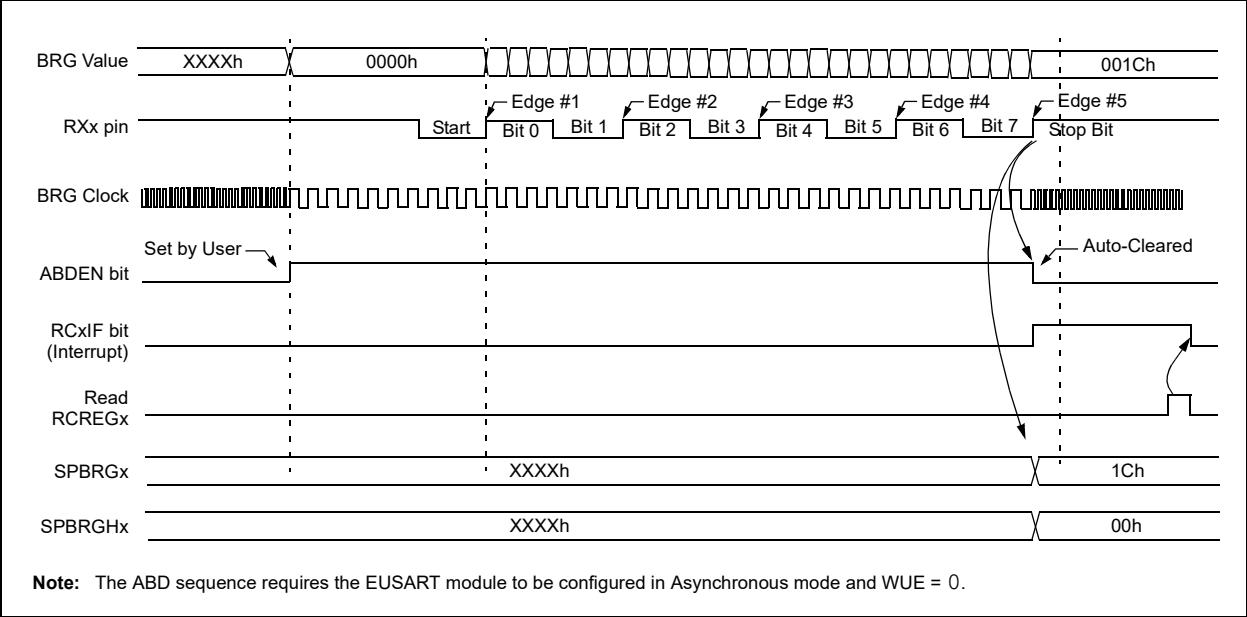 BRG Value XXXXh 0000h 001Ch
Edge #1 Edge #2 Edge #3 Edge #4 Edge #5
RXx pin Start Bit 0 Bit 1 Bit 2 Bit 3 Bit 4 Bit 5 Bit 6 Bit 7 Stop Bit
BRG Clock
Set by User Auto-Cleared
ABDEN bit
RCxIF bit
(Interrupt)
Read
RCREGx
SPBRGx XXXXh 1Ch
SPBRGHx XXXXh 00h
Note: The ABD sequence requires the EUSART module to be configured in Asynchronous mode and WUE = 0.